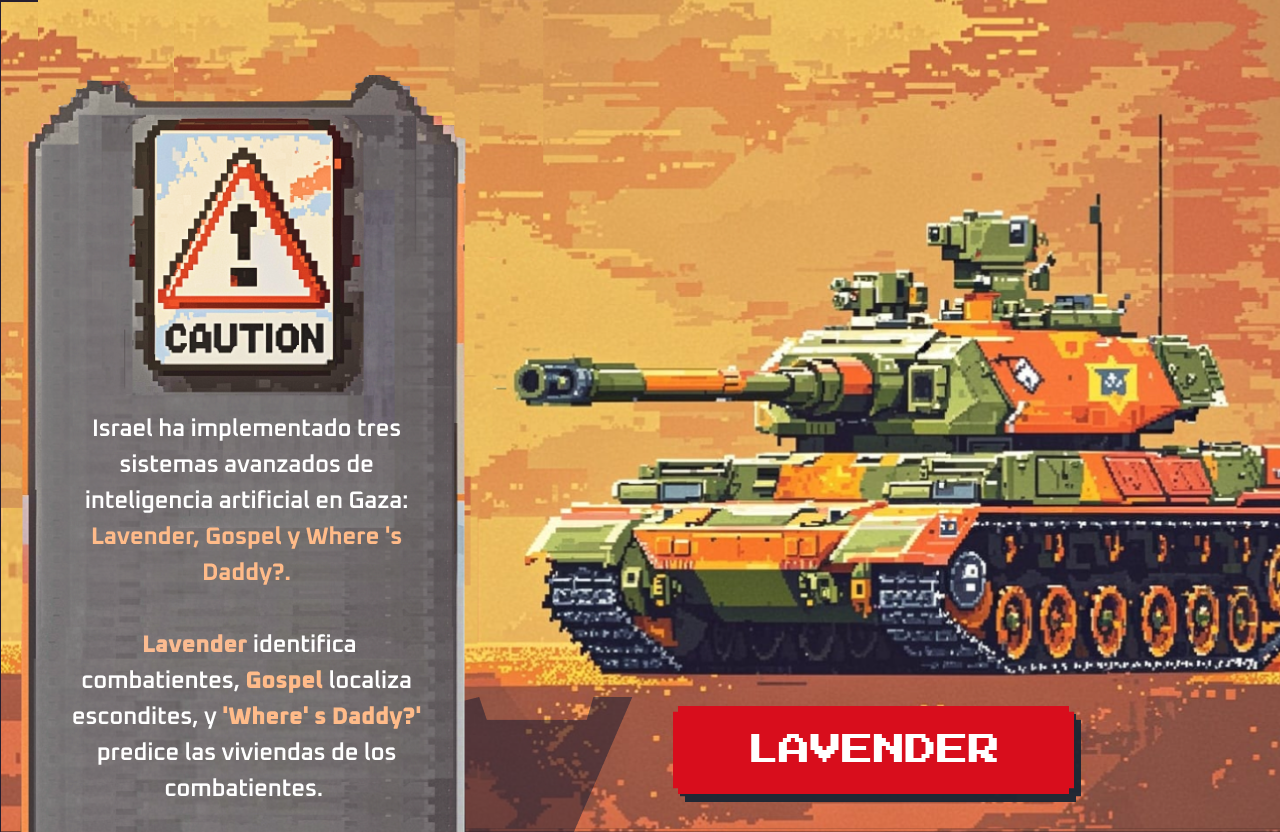 CAUTION
Israel ha implementado tres
sistemas avanzados de
inteligencia artificial en Gaza:
Lavender, Gospel y Where 's
Daddy?.
Lavender identifica
combatientes, Gospel localiza
escondites, y 'Where' s Daddy?'
predice las viviendas de los
combatientes.
LAVENDER